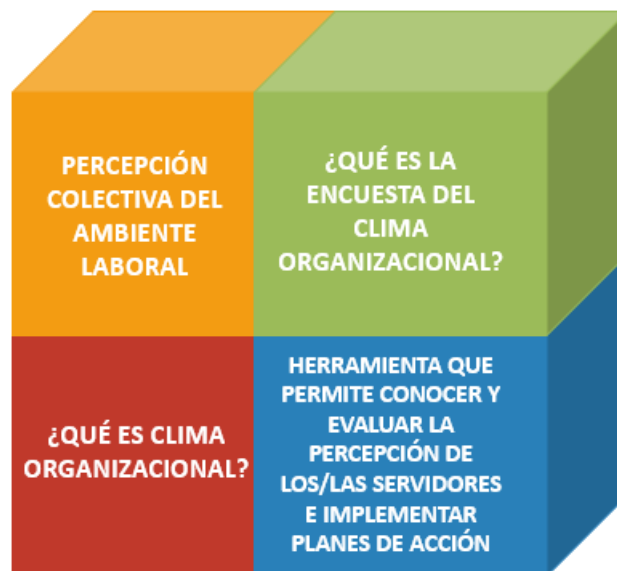 PERCEPCIÓN
COLECTIVA DEL
AMBIENTE
LABORAL
¿QUÉ ES LA
ENCUESTA DEL
CLIMA
ORGANIZACIONAL?
¿QUÉ ES CLIMA
ORGANIZACIONAL?
HERRAMIENTA QUE
PERMITE CONOCER Y
EVALUAR LA
PERCEPCIÓN DE
LOS/LAS SERVIDORES
E IMPLEMENTAR
PLANES DE ACCIÓN